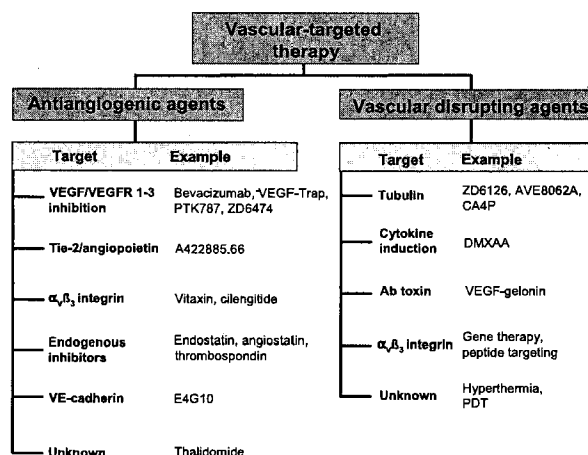 Vascular-targeted
therapy
Antiangiogenic agents
Target Example
VEGF/VEGFR 1-3
inhibition
Bevacizumab, VEGF-Trap,
PTK787, ZD6474
Tie-2/angiopoietin A422885.66
αvß3 integrin Vitaxin, cilengitide
Endogenous
inhibitors
Endostatin, angiostatin,
thrombospondin
VE-cadherin E4G10
Unknown Thalidomide
Vascular disrupting agents
Target Example
Tubulin
ZD6126, AVE8062A,
CA4P
Cytokine
induction
DMXAA
Ab toxin VEGF-gelonin
αvß3 integrin
Gene therapy,
peptide targeting
Unknown
Hyperthermia,
PDT